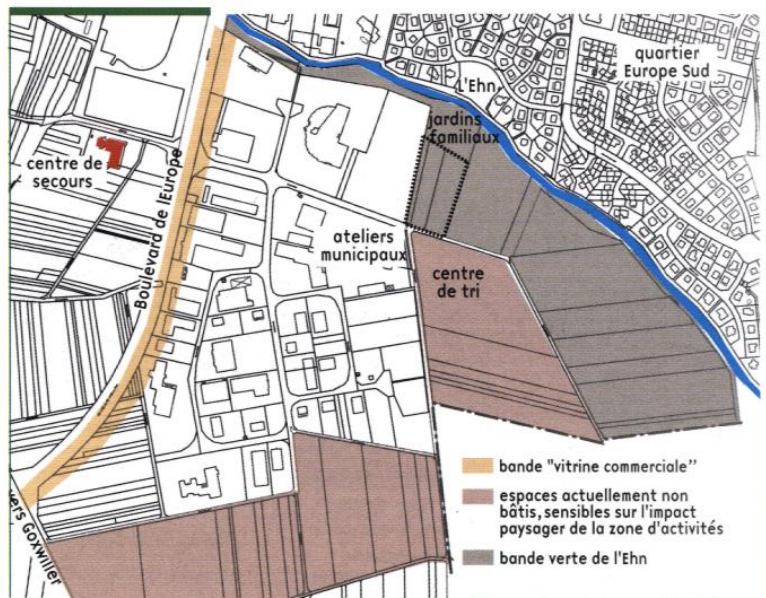 quartier
Europe Sud
L'Ehn
jardins
familiaux
centre de
secours
Boulevard de l'Europe
ateliers
municipaux
centre
de tri
vers Goxwiller
bande "vitrine commerciale"
espaces actuellement non
bâtis, sensibles sur l'impact
paysager de la zone d'activités
bande verte de l'Ehn